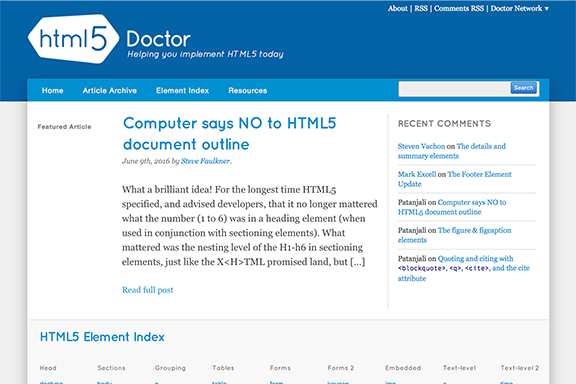 About | RSS | Comments RSS | Doctor Network ▼
html5 Doctor
Helping you implement HTML5 today
Home Article Archive Element Index Resources Search
Featured Article
Computer says NO to HTML5
document outline
June 9th, 2016 by Steve Faulkner.
What a brilliant idea! For the longest time HTML5
specified, and advised developers, that it no longer mattered
what the number (1 to 6) was in a heading element (when
used in conjunction with sectioning elements). What
mattered was the nesting level of the H1-h6 in sectioning
elements, just like the X<H>TML promised land, but […]
Read full post
RECENT COMMENTS
Steven Vachon on The details and
summary elements
Mark Excell on The Footer Element
Update
Patanjali on Computer says NO to
HTML5 document outline
Patanjali on The figure & figcaption
elements
Patanjali on Quoting and citing with
<blockquote>, <q>, <cite>, and the cite
attribute
HTML5 Element Index
Head Sections Grouping Tables Forms Forms 2 Embedded Text-level Text-level 2